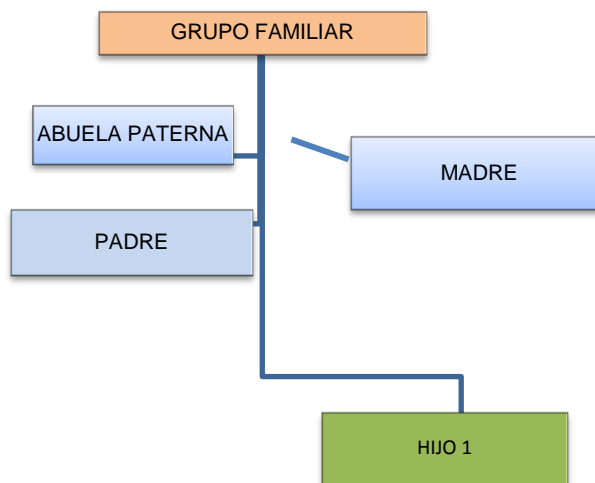 GRUPO FAMILIAR
ABUELA PATERNA
MADRE
PADRE
HIJO 1